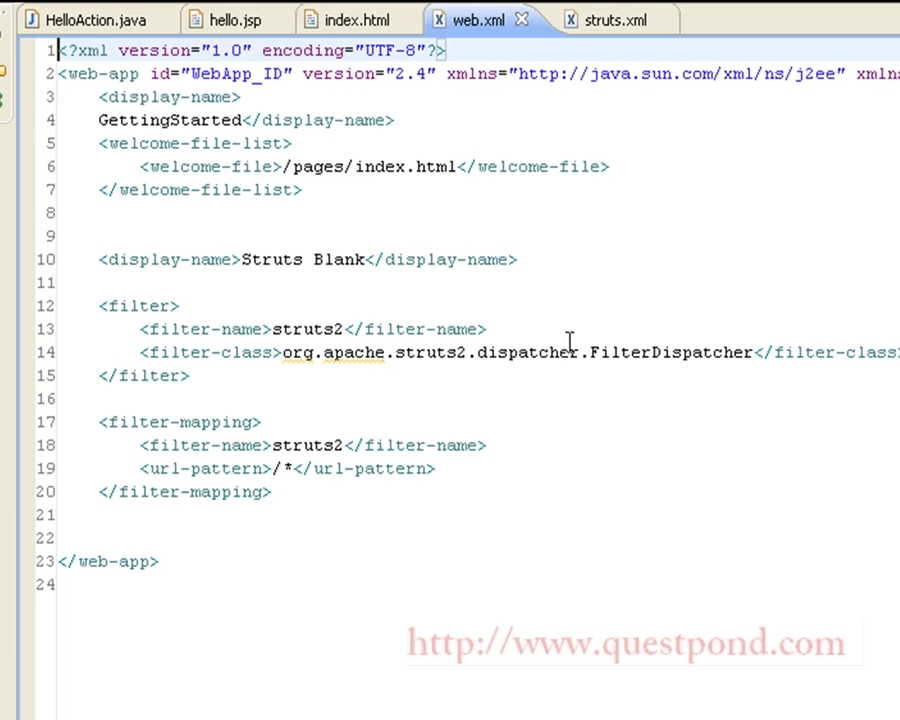 HelloAction.java hello.jsp index.html web.xml struts.xml
1 <?xml version="1.0" encoding="UTF-8"?>
2 <web-app id="WebApp_ID" version="2.4" xmlns="http://java.sun.com/xml/ns/j2ee" xmlns
3 <display-name>
4 GettingStarted</display-name>
5 <welcome-file-list>
6 <welcome-file>/pages/index.html</welcome-file>
7 </welcome-file-list>
8
9
10 <display-name>Struts Blank</display-name>
11
12 <filter>
13 <filter-name>struts2</filter-name>
14 <filter-class>org.apache.struts2.dispatcher.FilterDispatcher</filter-class>
15 </filter>
16
17 <filter-mapping>
18 <filter-name>struts2</filter-name>
19 <url-pattern>/*</url-pattern>
20 </filter-mapping>
21
22
23 </web-app>
24
http://www.questpond.com